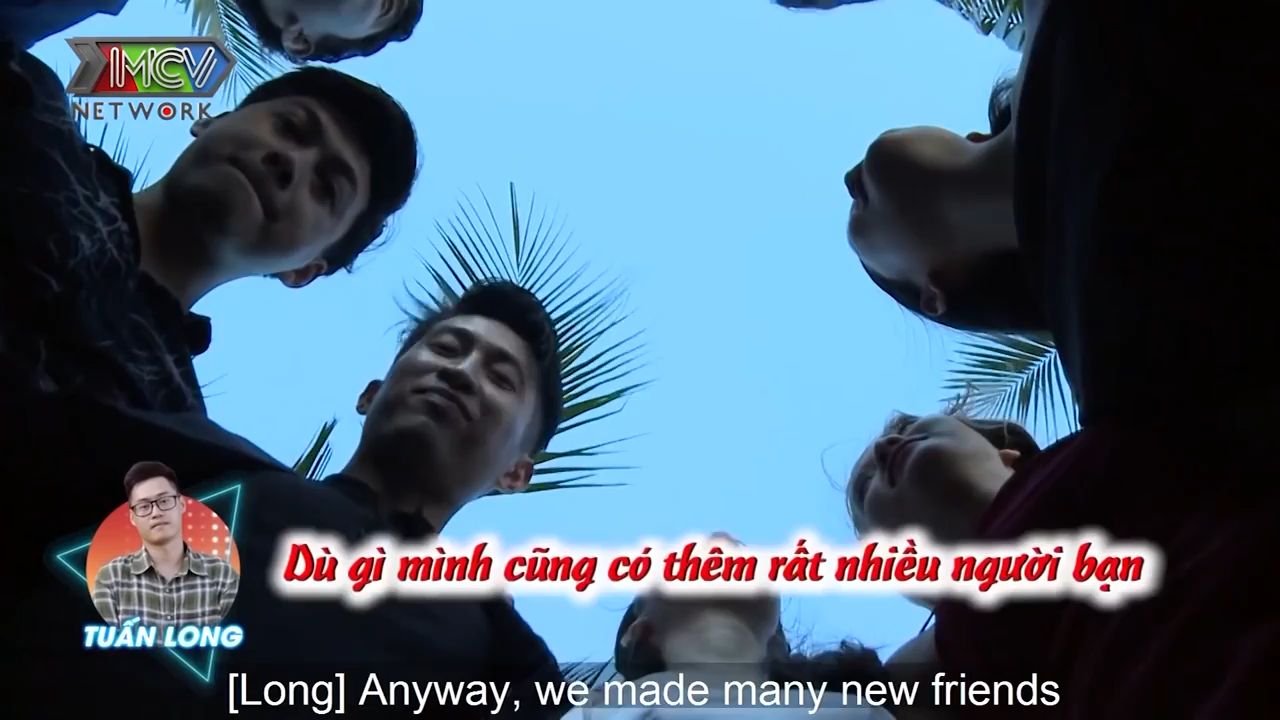 MCV
NETWORK
Dù gì mình cũng có thêm rất nhiều người bạn
TUẤN LONG
[Long] Anyway, we made many new friends